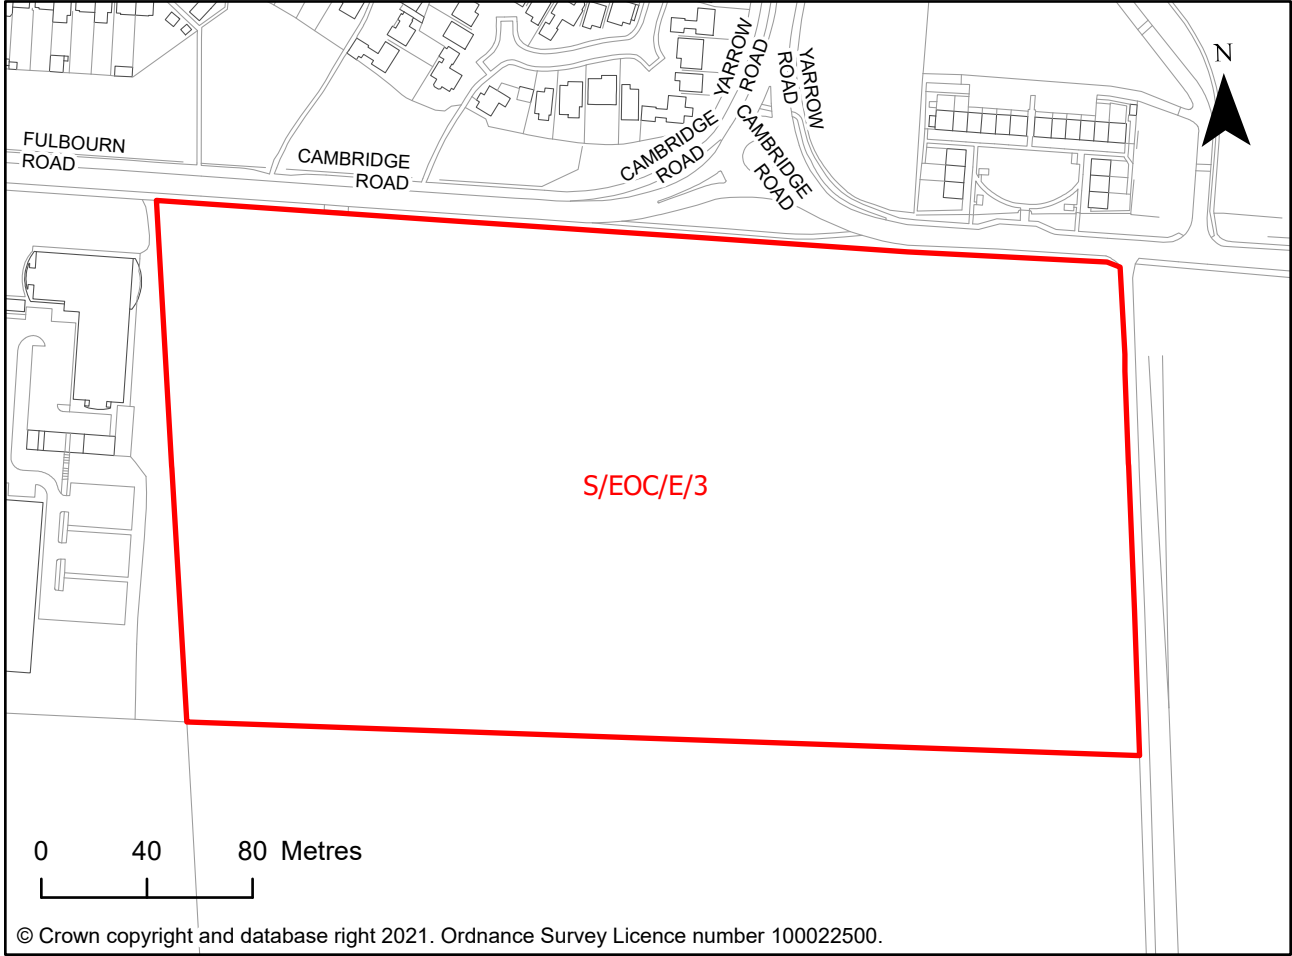 YARROW
ROAD
YARROW
ROAD
N
FULBOURN
ROAD
CAMBRIDGE
ROAD
CAMBRIDGE
ROAD
CAMBRIDGE
ROAD
S/EOC/E/3
0 40 80 Metres
© Crown copyright and database right 2021. Ordnance Survey Licence number 100022500.